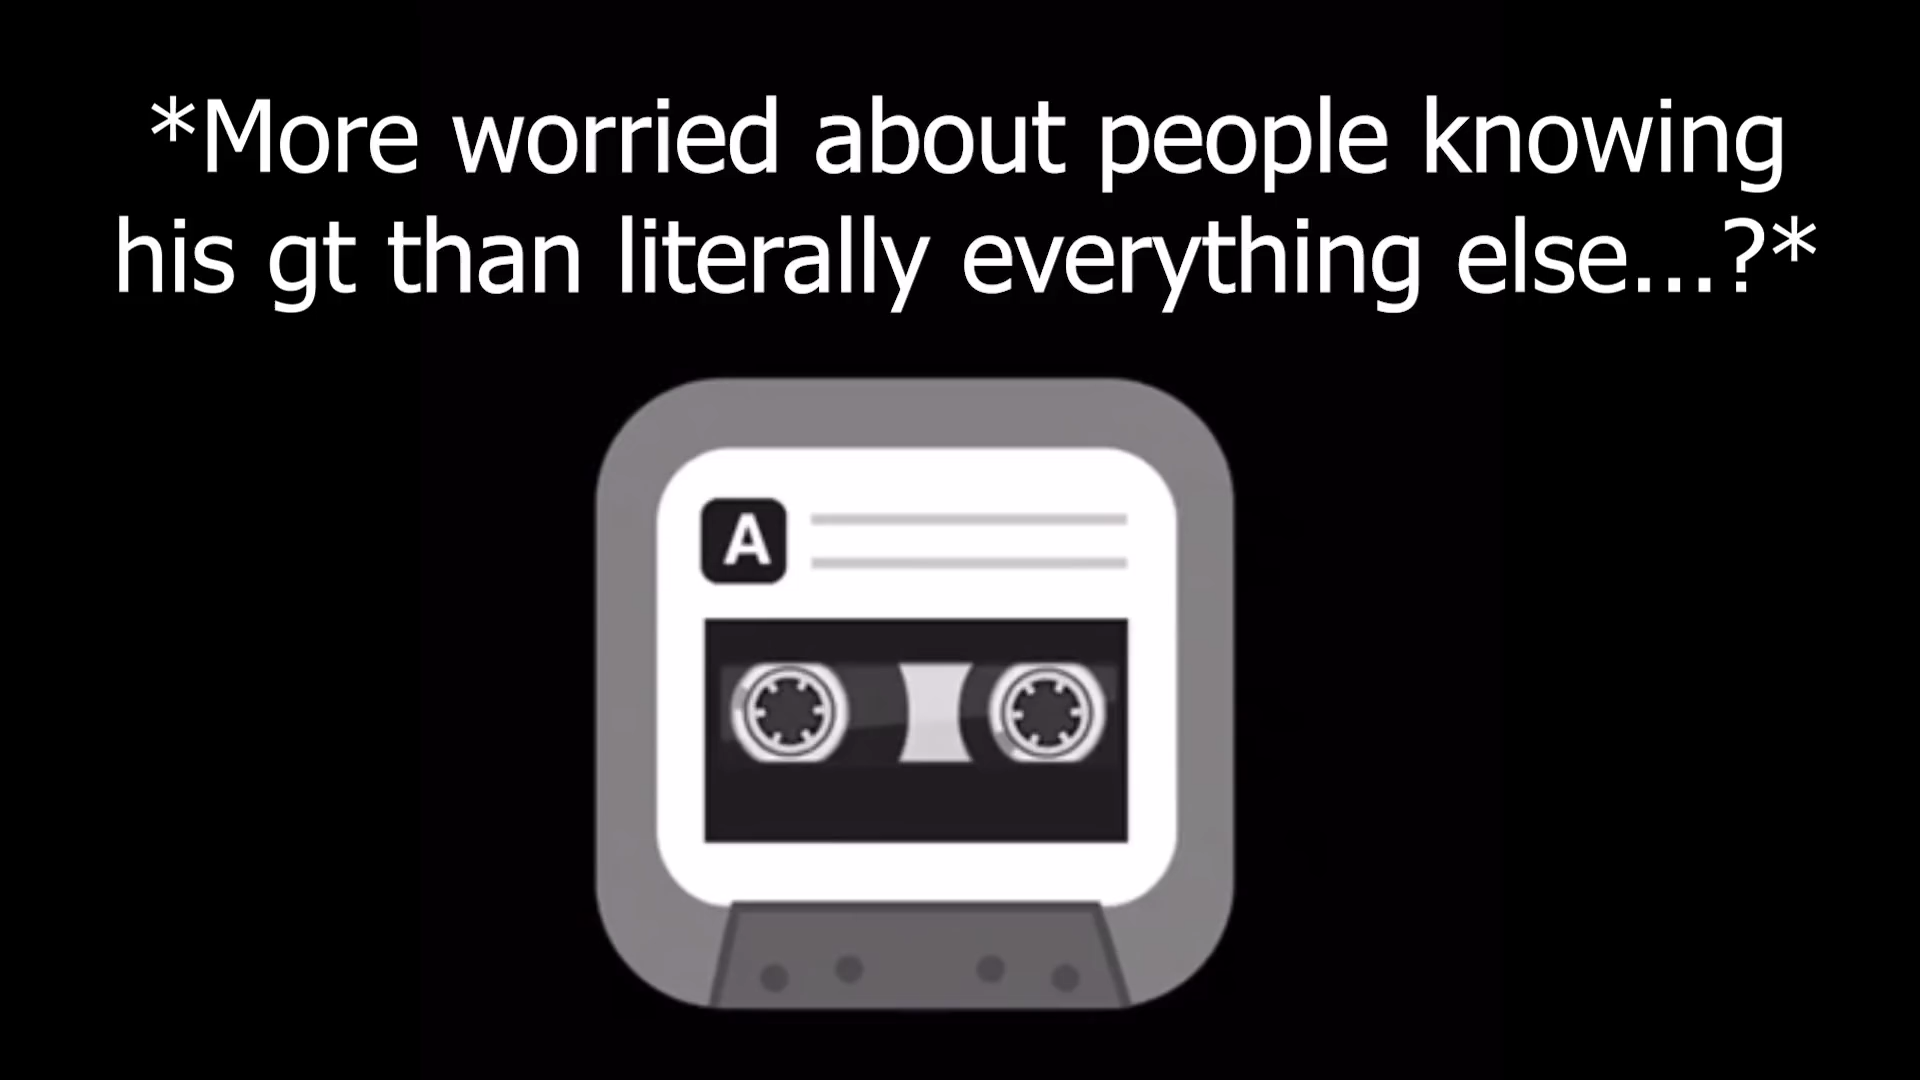 *More worried about people knowing
his gt than literally everything else...?*
A